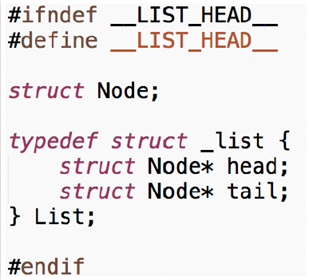 #ifndef __LIST_HEAD__
#define __LIST_HEAD__
struct Node;
typedef struct _list {
    struct Node* head;
    struct Node* tail;
} List;
#endif